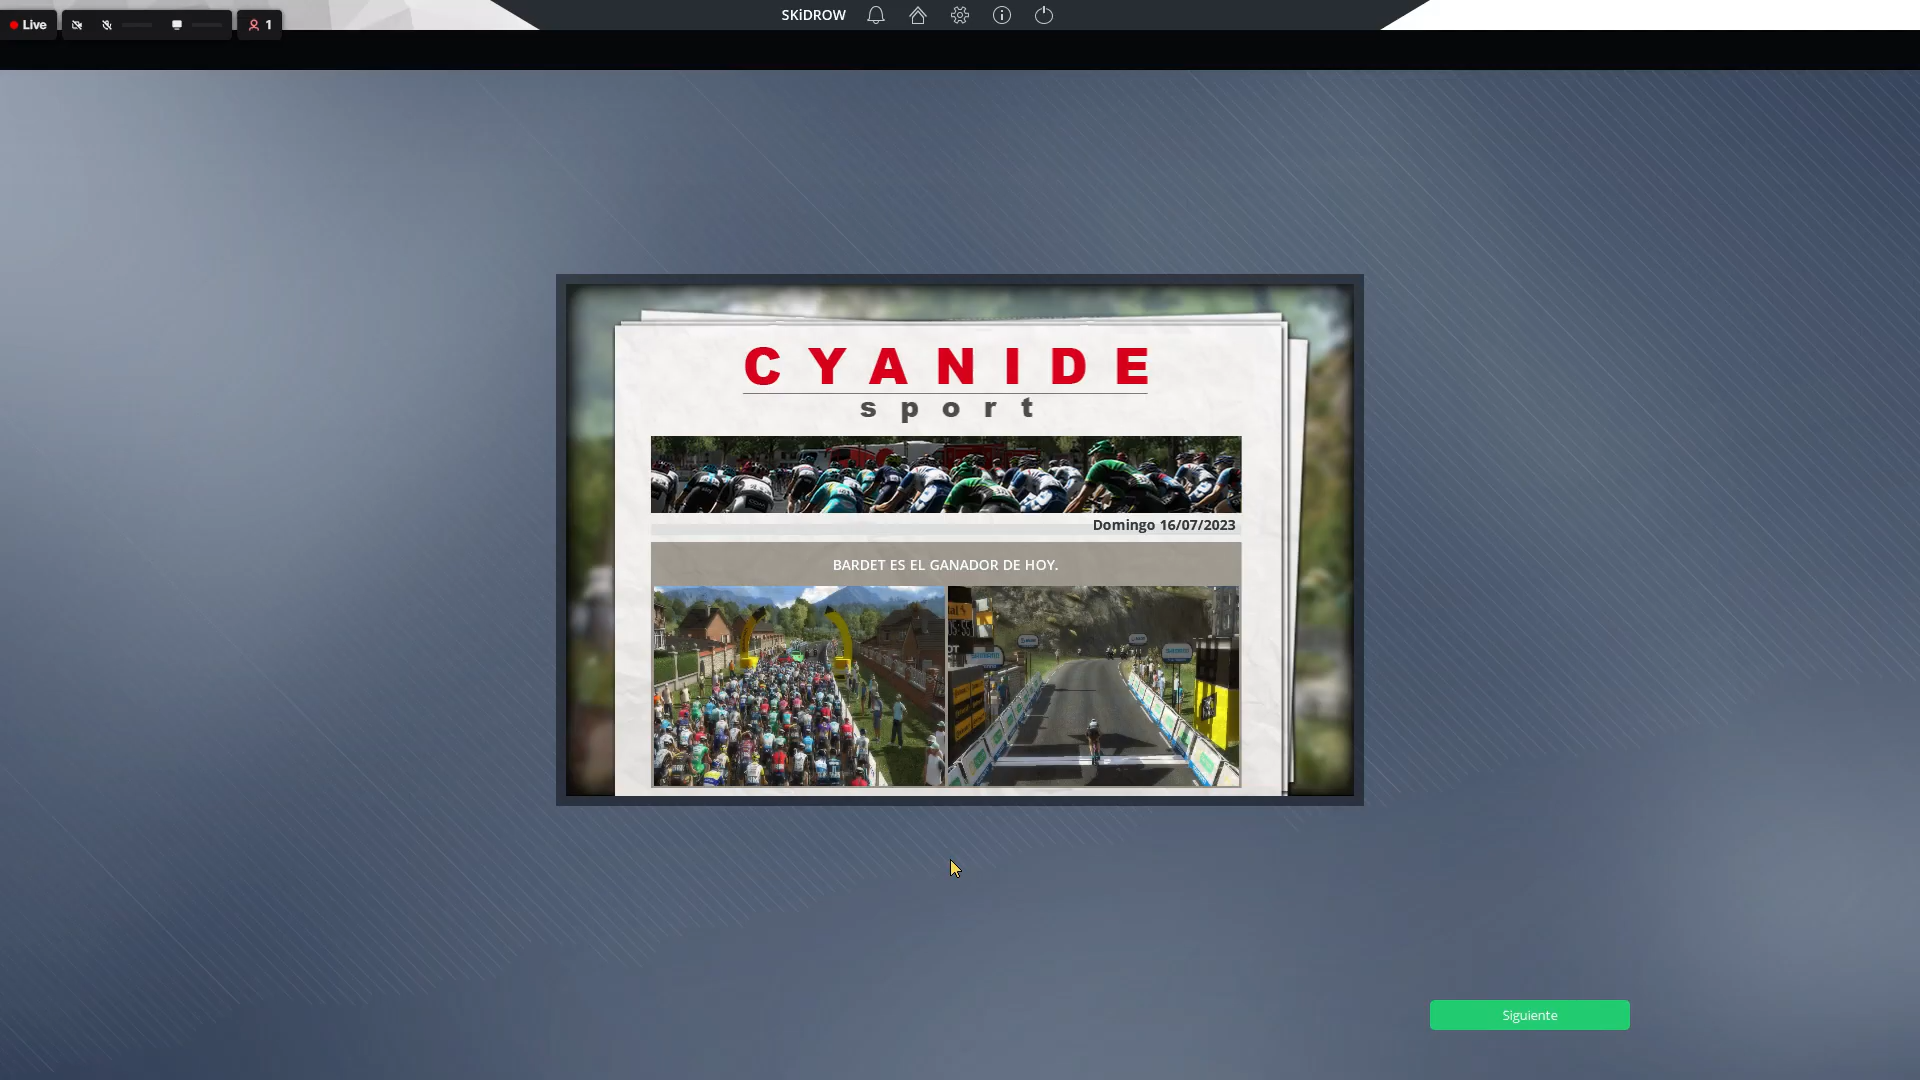 Live
1
SKiDROW
CYANIDE
sport
Domingo 16/07/2023
BARDET ES EL GANADOR DE HOY.
Siguiente